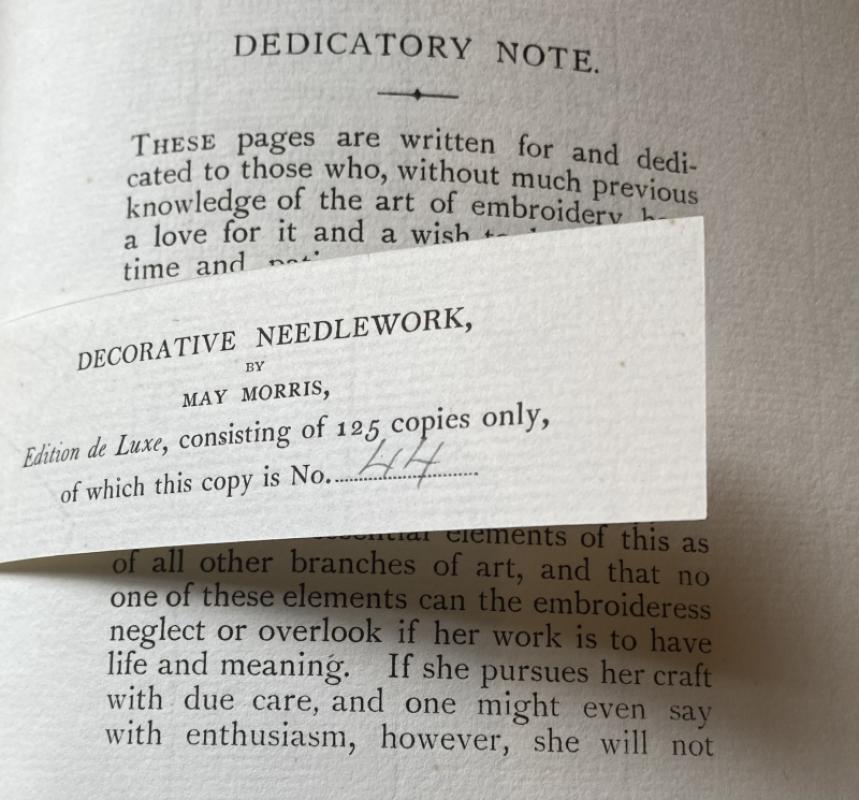 DEDICATORY NOTE.
THESE pages are written for and dedi-
cated to those who, without much previous
knowledge of the art of embroidery
a love for it and a wish
time and
DECORATIVE NEEDLEWORK,
BY
MAY MORRIS,
Edition de Luxe, consisting of 125 copies only,
of which this copy is No. 44
elements of this as
of all other branches of art, and that no
one of these elements can the embroideress
neglect or overlook if her work is to have
life and meaning. If she pursues her craft
with due care, and one might even say
with enthusiasm, however, she will not